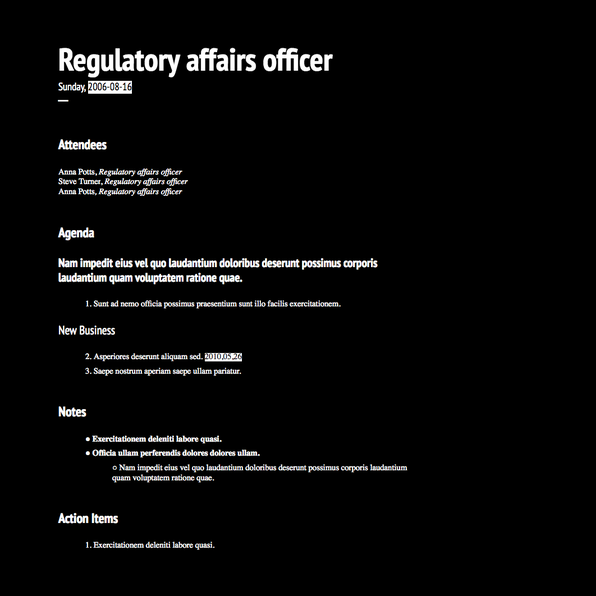 Regulatory affairs officer
Sunday, 2006-08-16
Attendees
Anna Potts, Regulatory affairs officer
Steve Turner, Regulatory affairs officer
Anna Potts, Regulatory affairs officer
Agenda
Nam impedit eius vel quo laudantium doloribus deserunt possimus corporis
laudantium quam voluptatem ratione quae.
1. Sunt ad nemo officia possimus praesentium sunt illo facilis exercitationem.
New Business
2. Asperiores deserunt aliquam sed. 2010.05.26
3. Saepe nostrum aperiam saepe ullam pariatur.
Notes
● Exercitationem deleniti labore quasi.
● Officia ullam perferendis dolores dolores ullam.
○ Nam impedit eius vel quo laudantium doloribus deserunt possimus corporis laudantium
quam voluptatem ratione quae.
Action Items
1. Exercitationem deleniti labore quasi.